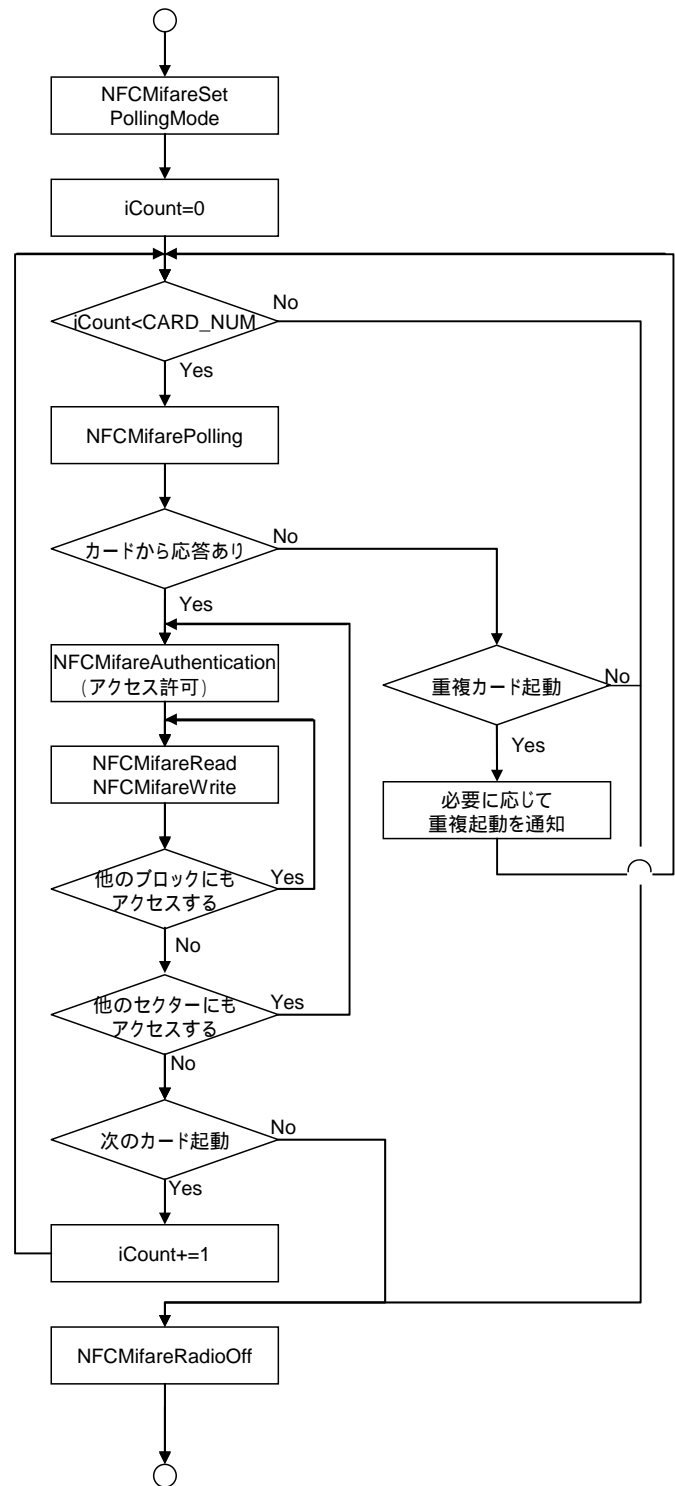 NFCMifareSet
PollingMode
iCount=0
iCount<CARD_NUM
No
Yes
NFCMifarePolling
カードから応答あり
No
Yes
NFCMifareAuthentication
（アクセス許可）
重複カード起動
No
Yes
NFCMifareRead
NFCMifareWrite
必要に応じて
重複起動を通知
他のブロックにも
アクセスする
Yes
No
他のセクターにも
アクセスする
Yes
No
次のカード起動
No
Yes
iCount+=1
NFCMifareRadioOff